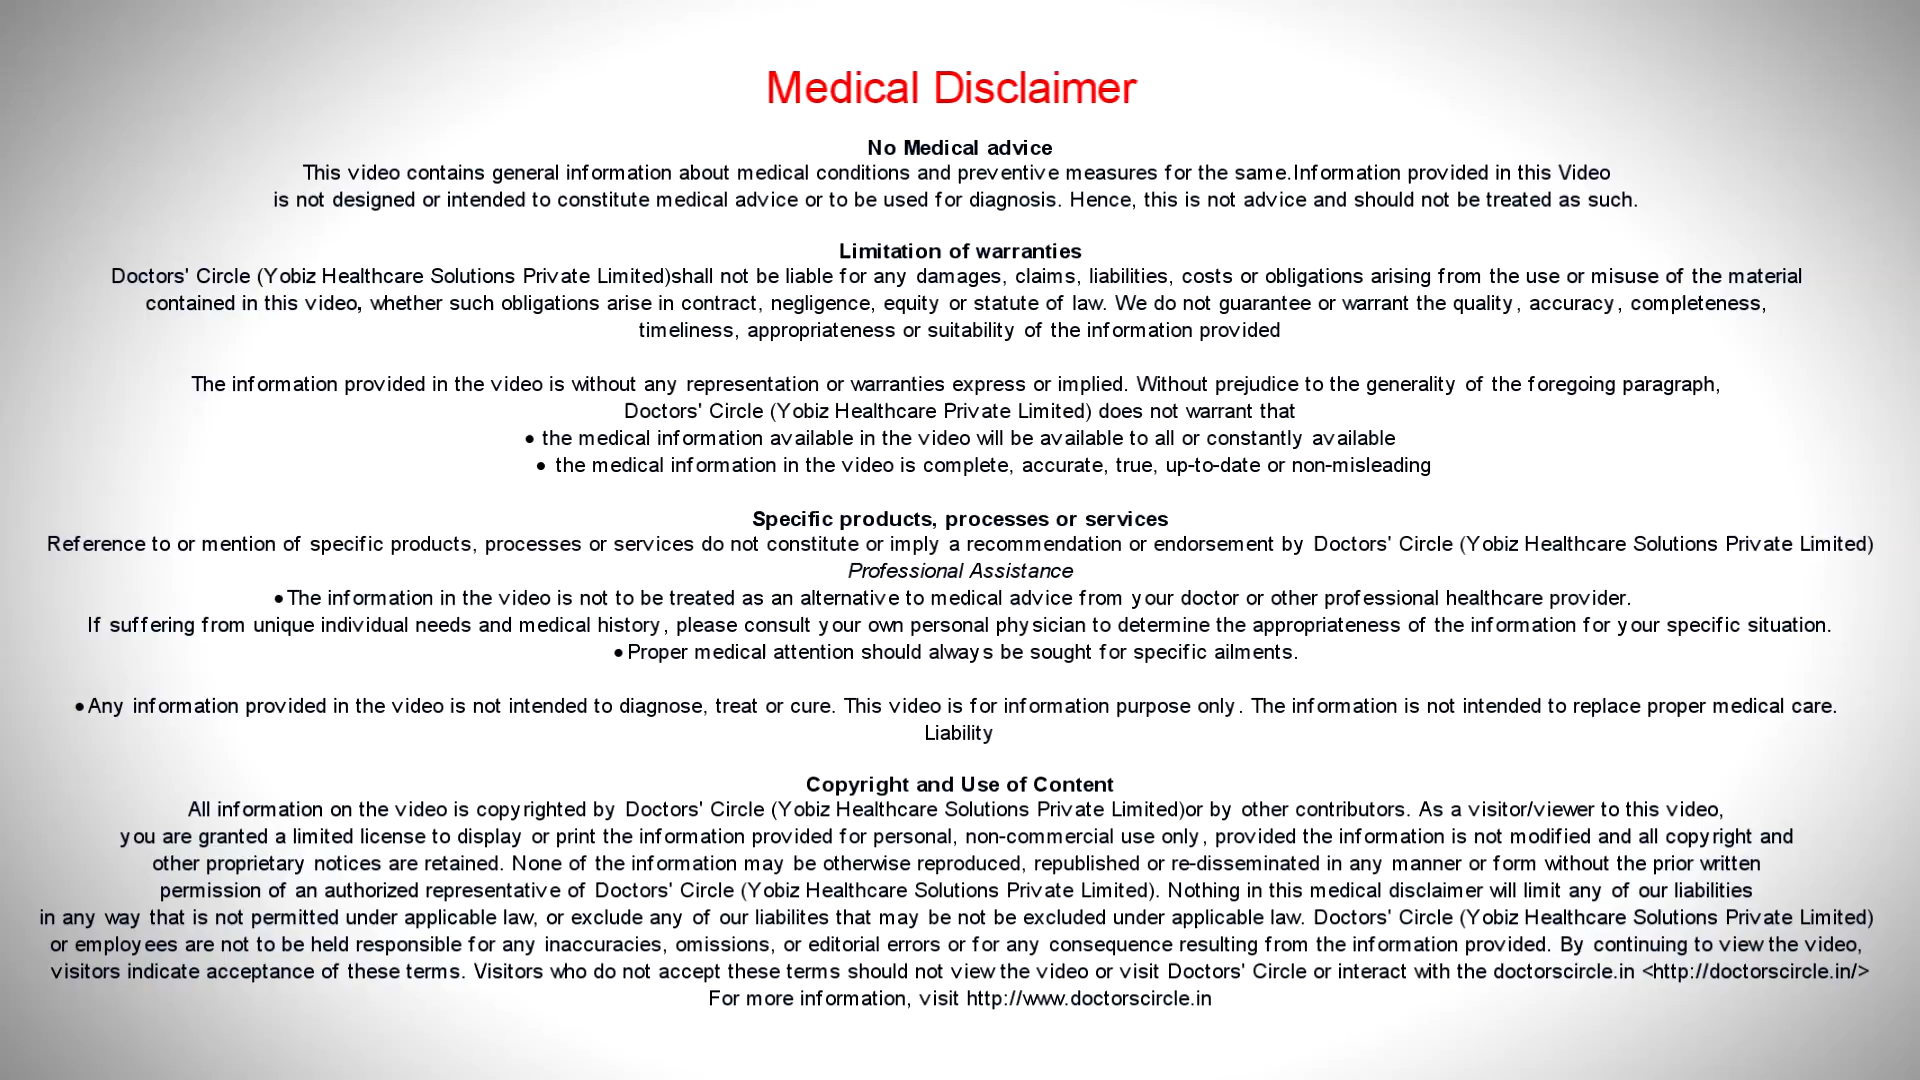 Medical Disclaimer
No Medical advice
This video contains general information about medical conditions and preventive measures for the same.Information provided in this Video
is not designed or intended to constitute medical advice or to be used for diagnosis. Hence, this is not advice and should not be treated as such.
Limitation of warranties
Doctors' Circle (Yobiz Healthcare Solutions Private Limited)shall not be liable for any damages, claims, liabilities, costs or obligations arising from the use or misuse of the material
contained in this video, whether such obligations arise in contract, negligence, equity or statute of law. We do not guarantee or warrant the quality, accuracy, completeness,
timeliness, appropriateness or suitability of the information provided
The information provided in the video is without any representation or warranties express or implied. Without prejudice to the generality of the foregoing paragraph,
Doctors' Circle (Yobiz Healthcare Private Limited) does not warrant that
• the medical information available in the video will be available to all or constantly available
• the medical information in the video is complete, accurate, true, up-to-date or non-misleading
Specific products, processes or services
Reference to or mention of specific products, processes or services do not constitute or imply a recommendation or endorsement by Doctors' Circle (Yobiz Healthcare Solutions Private Limited)
Professional Assistance
•The information in the video is not to be treated as an alternative to medical advice from your doctor or other professional healthcare provider.
If suffering from unique individual needs and medical history, please consult your own personal physician to determine the appropriateness of the information for your specific situation.
•Proper medical attention should always be sought for specific ailments.
•Any information provided in the video is not intended to diagnose, treat or cure. This video is for information purpose only. The information is not intended to replace proper medical care.
Liability
Copyright and Use of Content
All information on the video is copyrighted by Doctors' Circle (Yobiz Healthcare Solutions Private Limited)or by other contributors. As a visitor/viewer to this video,
you are granted a limited license to display or print the information provided for personal, non-commercial use only, provided the information is not modified and all copyright and
other proprietary notices are retained. None of the information may be otherwise reproduced, republished or re-disseminated in any manner or form without the prior written
permission of an authorized representative of Doctors' Circle (Yobiz Healthcare Solutions Private Limited). Nothing in this medical disclaimer will limit any of our liabilities
in any way that is not permitted under applicable law, or exclude any of our liabilites that may be not be excluded under applicable law. Doctors' Circle (Yobiz Healthcare Solutions Private Limited)
or employees are not to be held responsible for any inaccuracies, omissions, or editorial errors or for any consequence resulting from the information provided. By continuing to view the video,
visitors indicate acceptance of these terms. Visitors who do not accept these terms should not view the video or visit Doctors' Circle or interact with the doctorscircle.in <http://doctorscircle.in/>
For more information, visit http://www.doctorscircle.in